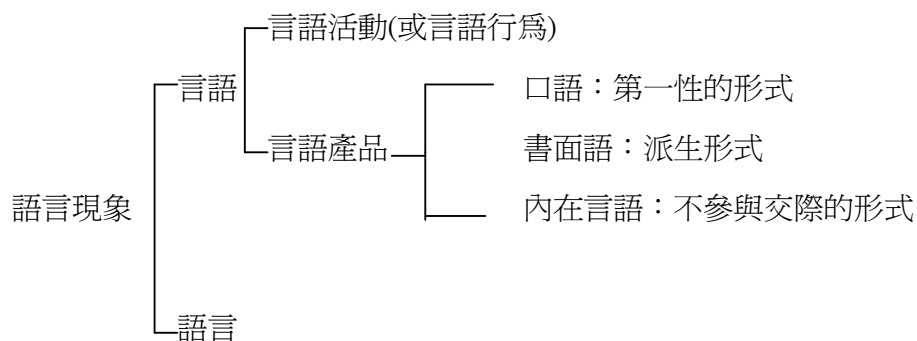 言語活動(或言語行爲)
言語
口語：第一性的形式
言語產品
書面語：派生形式
語言現象
內在言語：不參與交際的形式
語言